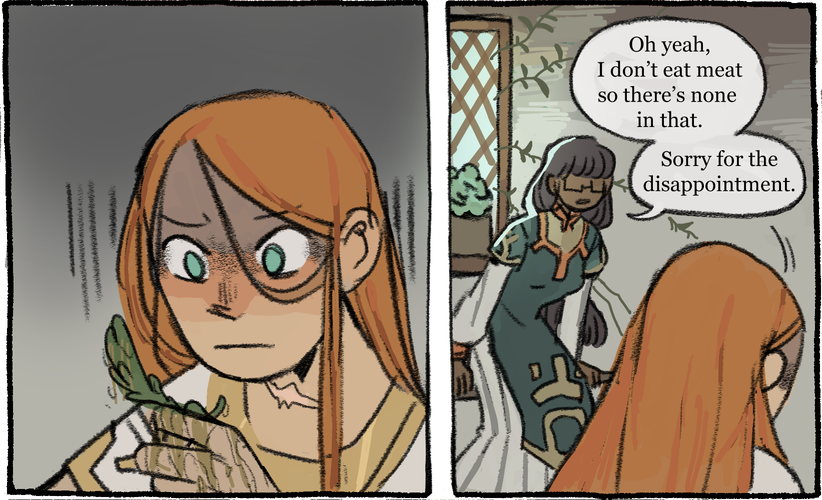 Oh yeah,
I don't eat meat
so there's none
in that.
Sorry for the
disappointment.